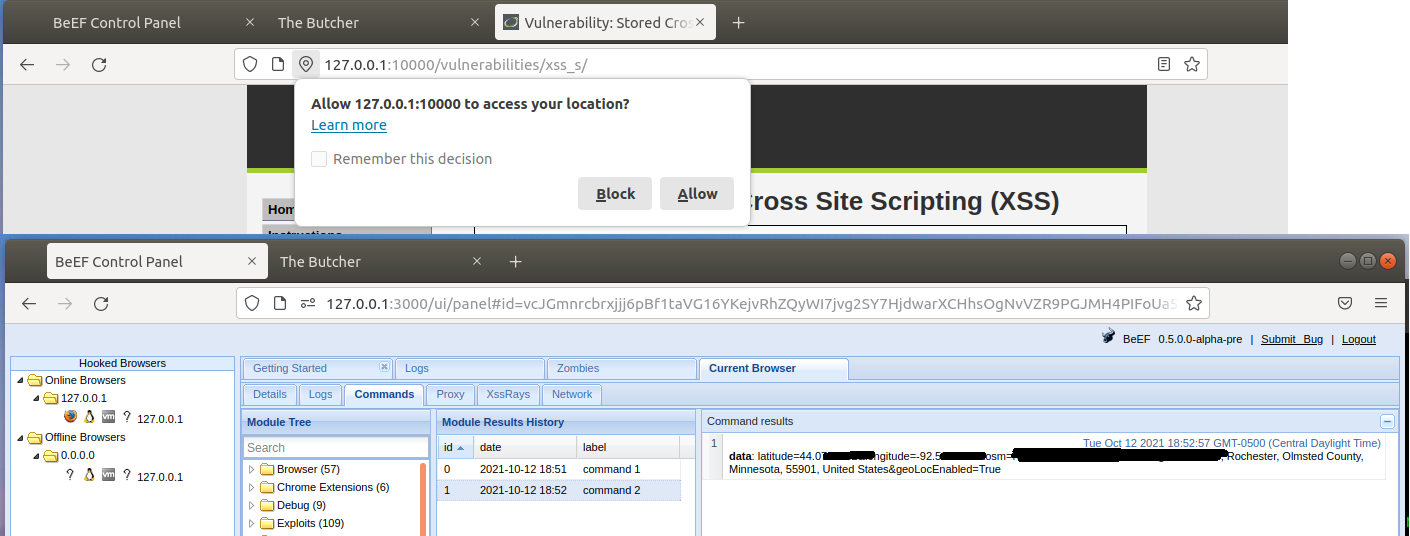 BeEF Control Panel × The Butcher × Vulnerability: Stored Cros × +
127.0.0.1:10000/vulnerabilities/xss_s/
Allow 127.0.0.1:10000 to access your location?
Learn more
Remember this decision
Block Allow
Cross Site Scripting (XSS)
Hom
Instructions
BeEF Control Panel × The Butcher × +
127.0.0.1:3000/ui/panel#id=vcJGmnrcbrxjjj6pBf1taVG16YKejvRhZQyWI7jvg2SY7HjdwarXCHhsOgNvVZR9PGJMH4PIFoUaS
BeEF 0.5.0.0-alpha-pre | Submit Bug | Logout
Hooked Browsers
Online Browsers
127.0.0.1
? 127.0.0.1
Offline Browsers
0.0.0.0
? ? 127.0.0.1
Getting Started Logs Zombies Current Browser
Details Logs Commands Proxy XssRays Network
Module Tree
Search
Browser (57)
Chrome Extensions (6)
Debug (9)
Exploits (109)
Module Results History
id date label
0 2021-10-12 18:51 command 1
1 2021-10-12 18:52 command 2
Command results
1 Tue Oct 12 2021 18:52:57 GMT-0500 (Central Daylight Time)
data: latitude=44.07 ongitude=-92.5 osm= , Rochester, Olmsted County,
Minnesota, 55901, United States&geoLocEnabled=True